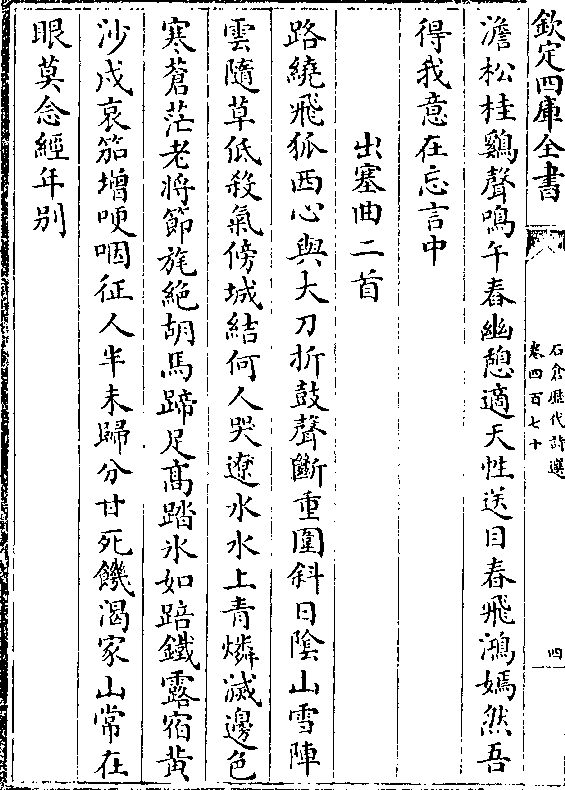 欽定四庫全書
石倉歷代詩選
卷四百七十
四
澹松桂鷄聲鳴午春幽憩適天性送目春飛鴻嫣然吾
得我意在忘言中
出塞曲二首
路繞飛狐西心與大刀折鼓聲斷重圍斜日陰山雪陣
雲隨草低殺氣傍城結何人哭遼水水上青燐滅邊色
寒蒼茫老將節旄絶胡馬蹄足高踏氷如踣鐵露宿黄
沙戍哀笳增哽咽征人半未歸分甘死饑渴家山常在
眼莫念經年别